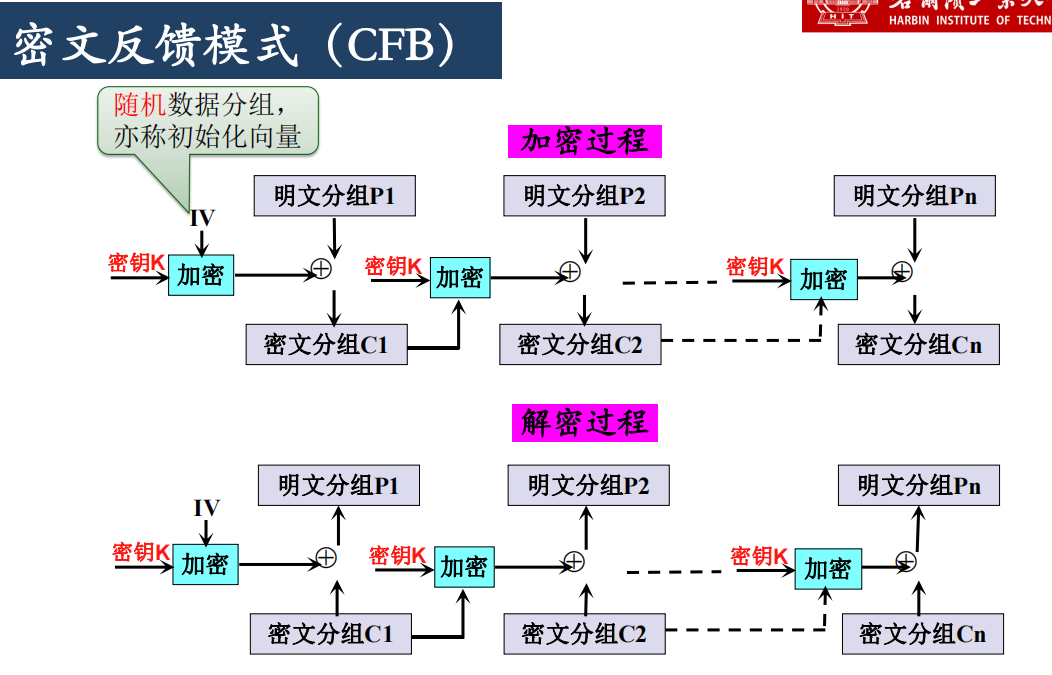 密文反馈模式（CFB）
HIT
HARBIN INSTITUTE OF TECHN
随机数据分组，
亦称初始化向量
加密过程
明文分组P1
明文分组P2
明文分组Pn
IV
密钥K
加密
密钥K
加密
密钥K
加密
密文分组C1
密文分组C2
密文分组Cn
解密过程
明文分组P1
明文分组P2
明文分组Pn
IV
密钥K
加密
密钥K
加密
密钥K
加密
密文分组C1
密文分组C2
密文分组Cn